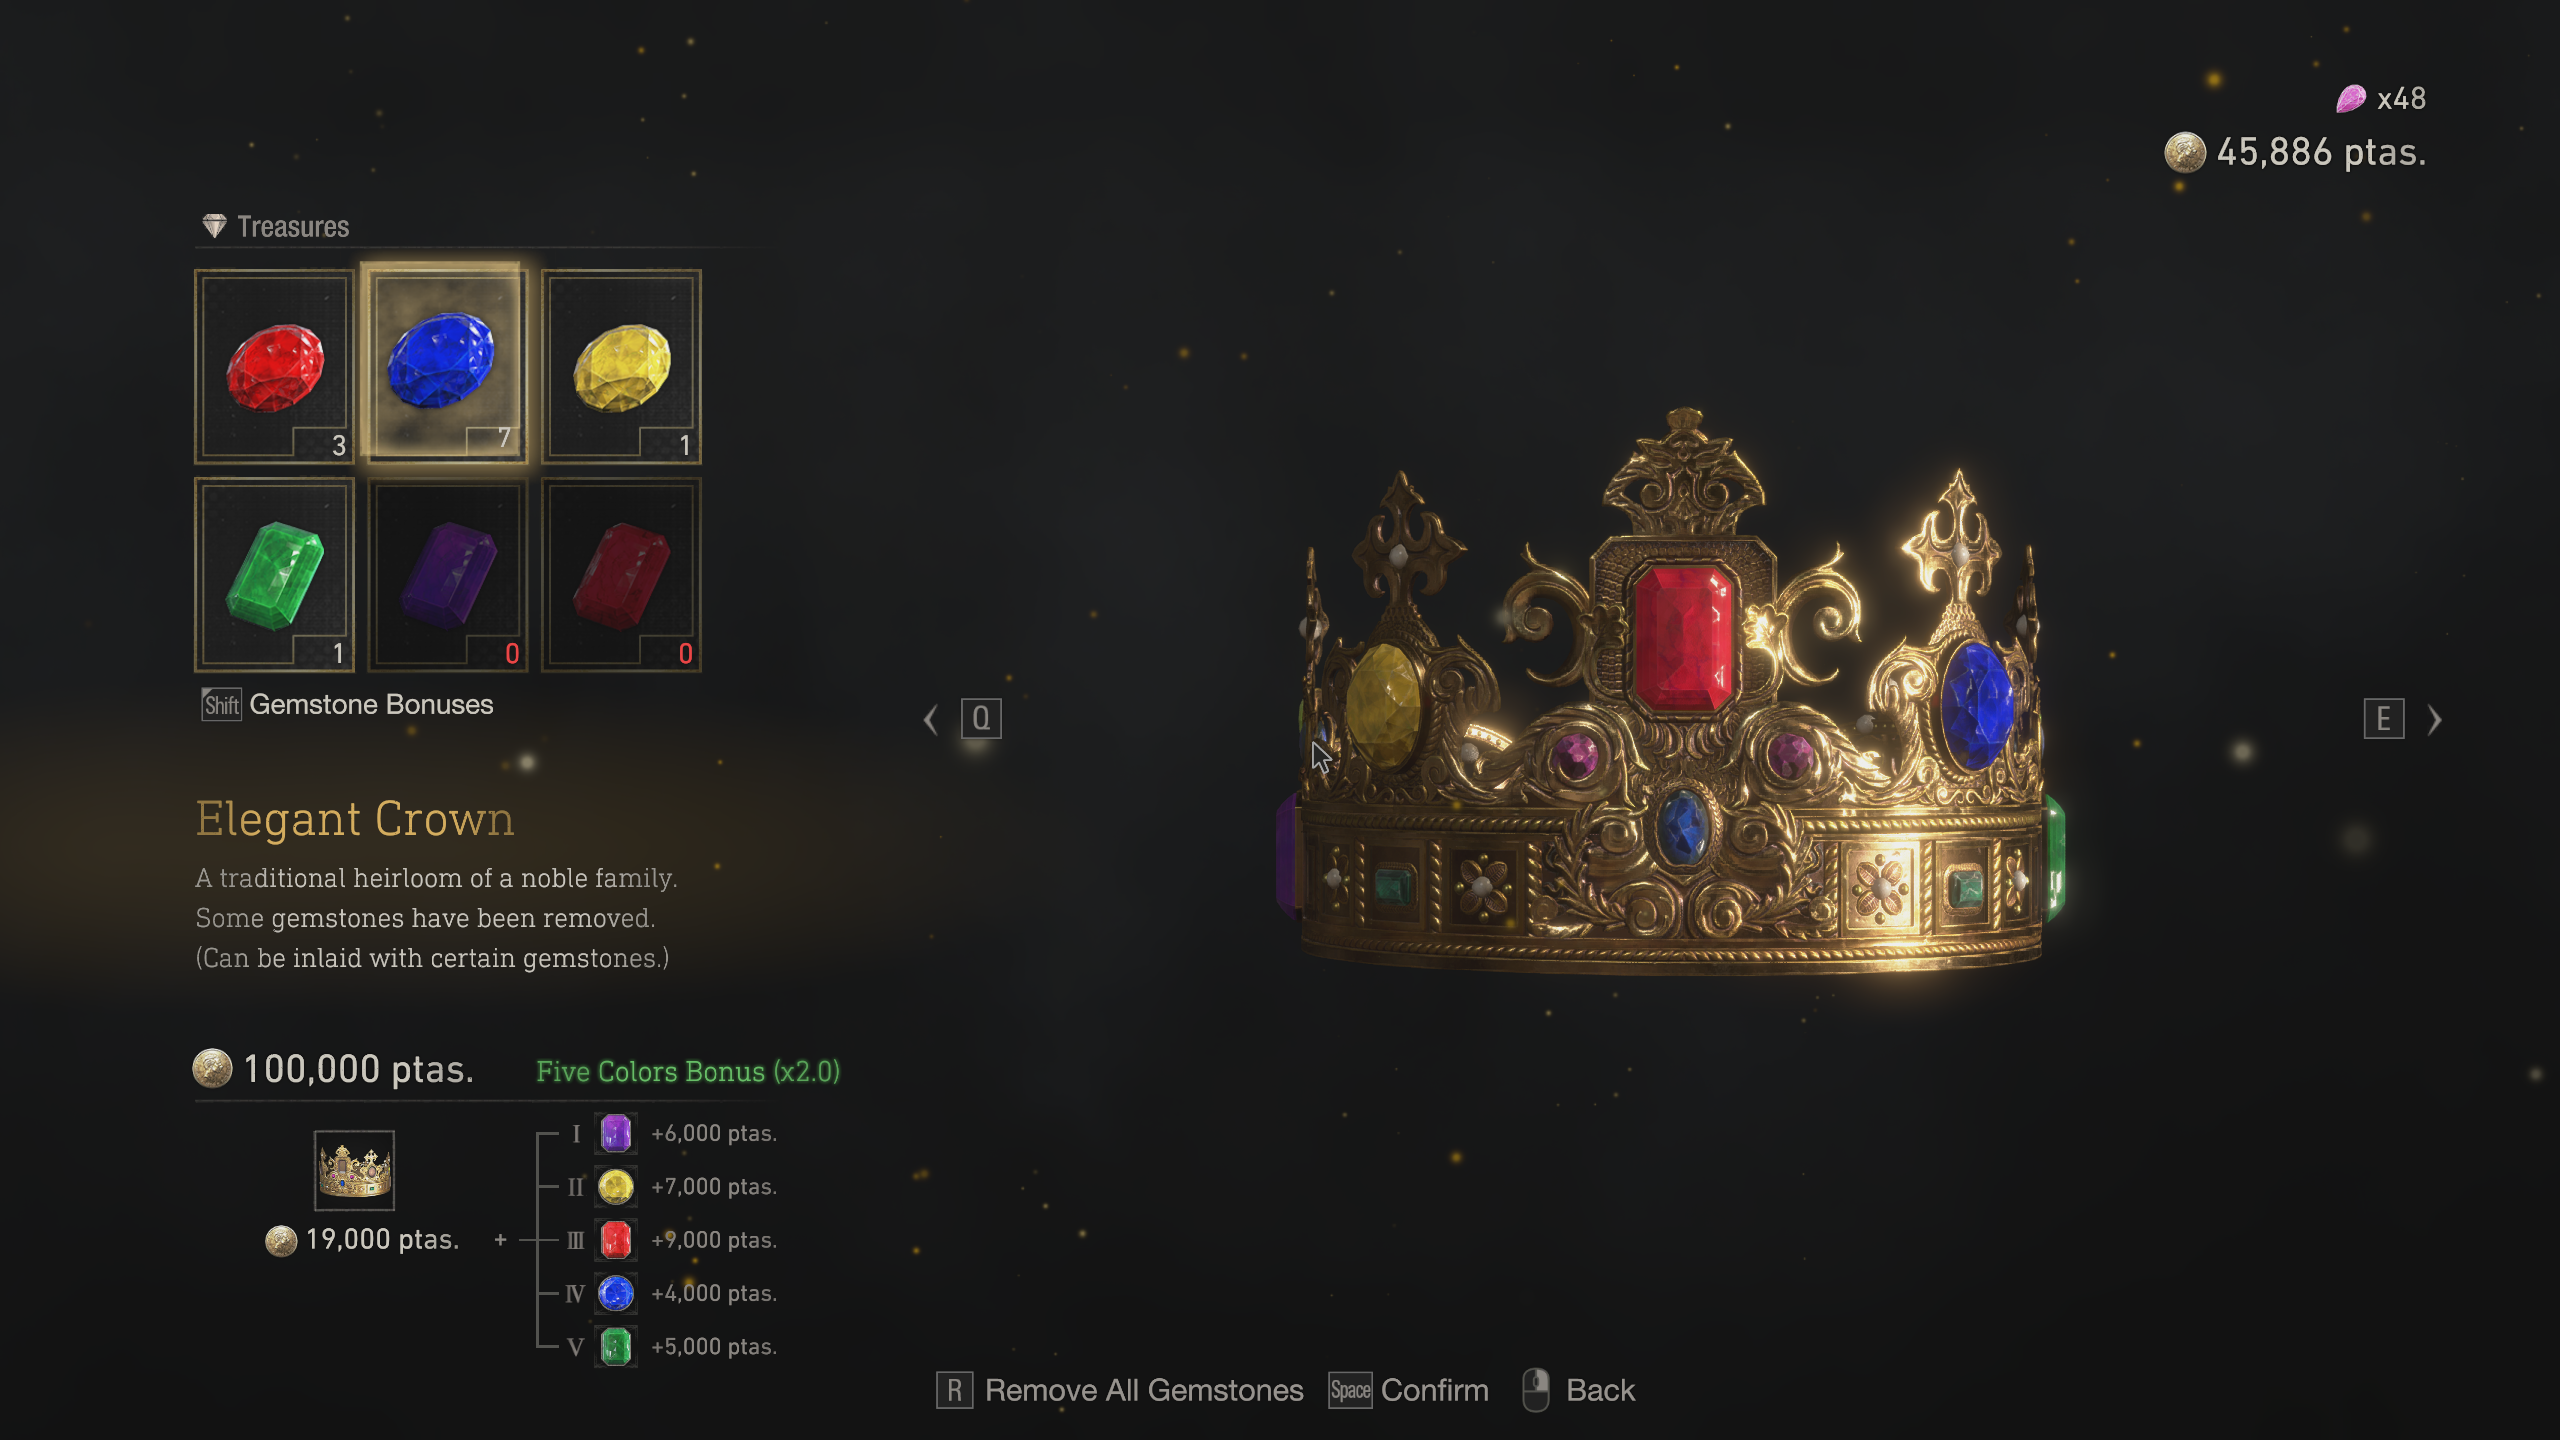 x48
45,886 ptas.
Treasures
3
7
1
1
0
0
Shift Gemstone Bonuses
Q
E
Elegant Crown
A traditional heirloom of a noble family.
Some gemstones have been removed.
(Can be inlaid with certain gemstones.)
100,000 ptas. Five Colors Bonus (x2.0)
I +6,000 ptas.
II +7,000 ptas.
19,000 ptas. + III +9,000 ptas.
IV +4,000 ptas.
V +5,000 ptas.
R Remove All Gemstones Space Confirm Back